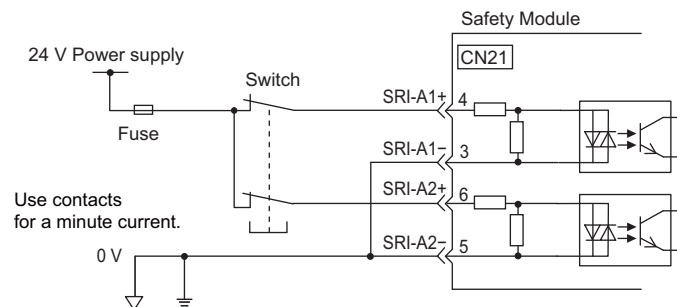 Safety Module
24 V Power supply
CN21
Switch
SRI-A1+ 4
Fuse
SRI-A1− 3
SRI-A2+ 6
Use contacts
for a minute current.
0 V
SRI-A2− 5